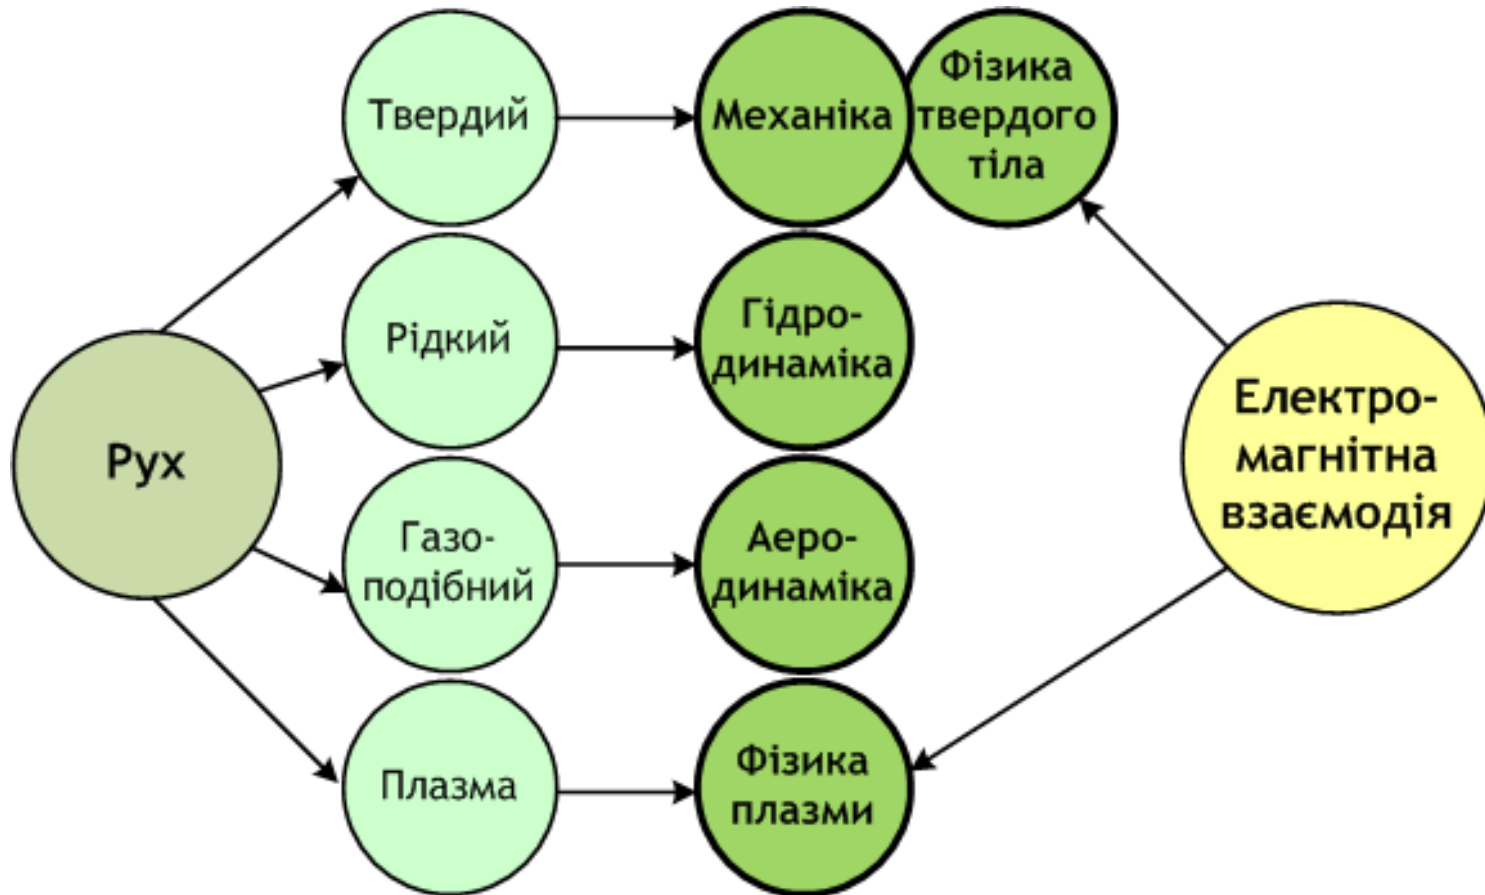 Твердий
Механіка
Фізика
твердого
тіла
Рідкий
Гідро-
динаміка
Рух
Електро-
магнітна
взаємодія
Газо-
подібний
Аеро-
динаміка
Плазма
Фізика
плазми